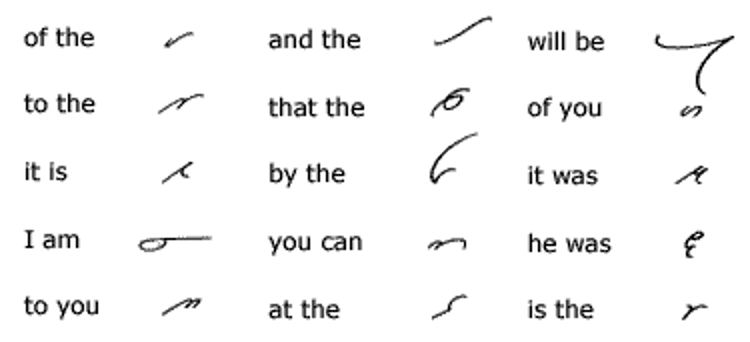 of the and the will be
to the that the of you
it is by the it was
I am you can he was
to you at the is the